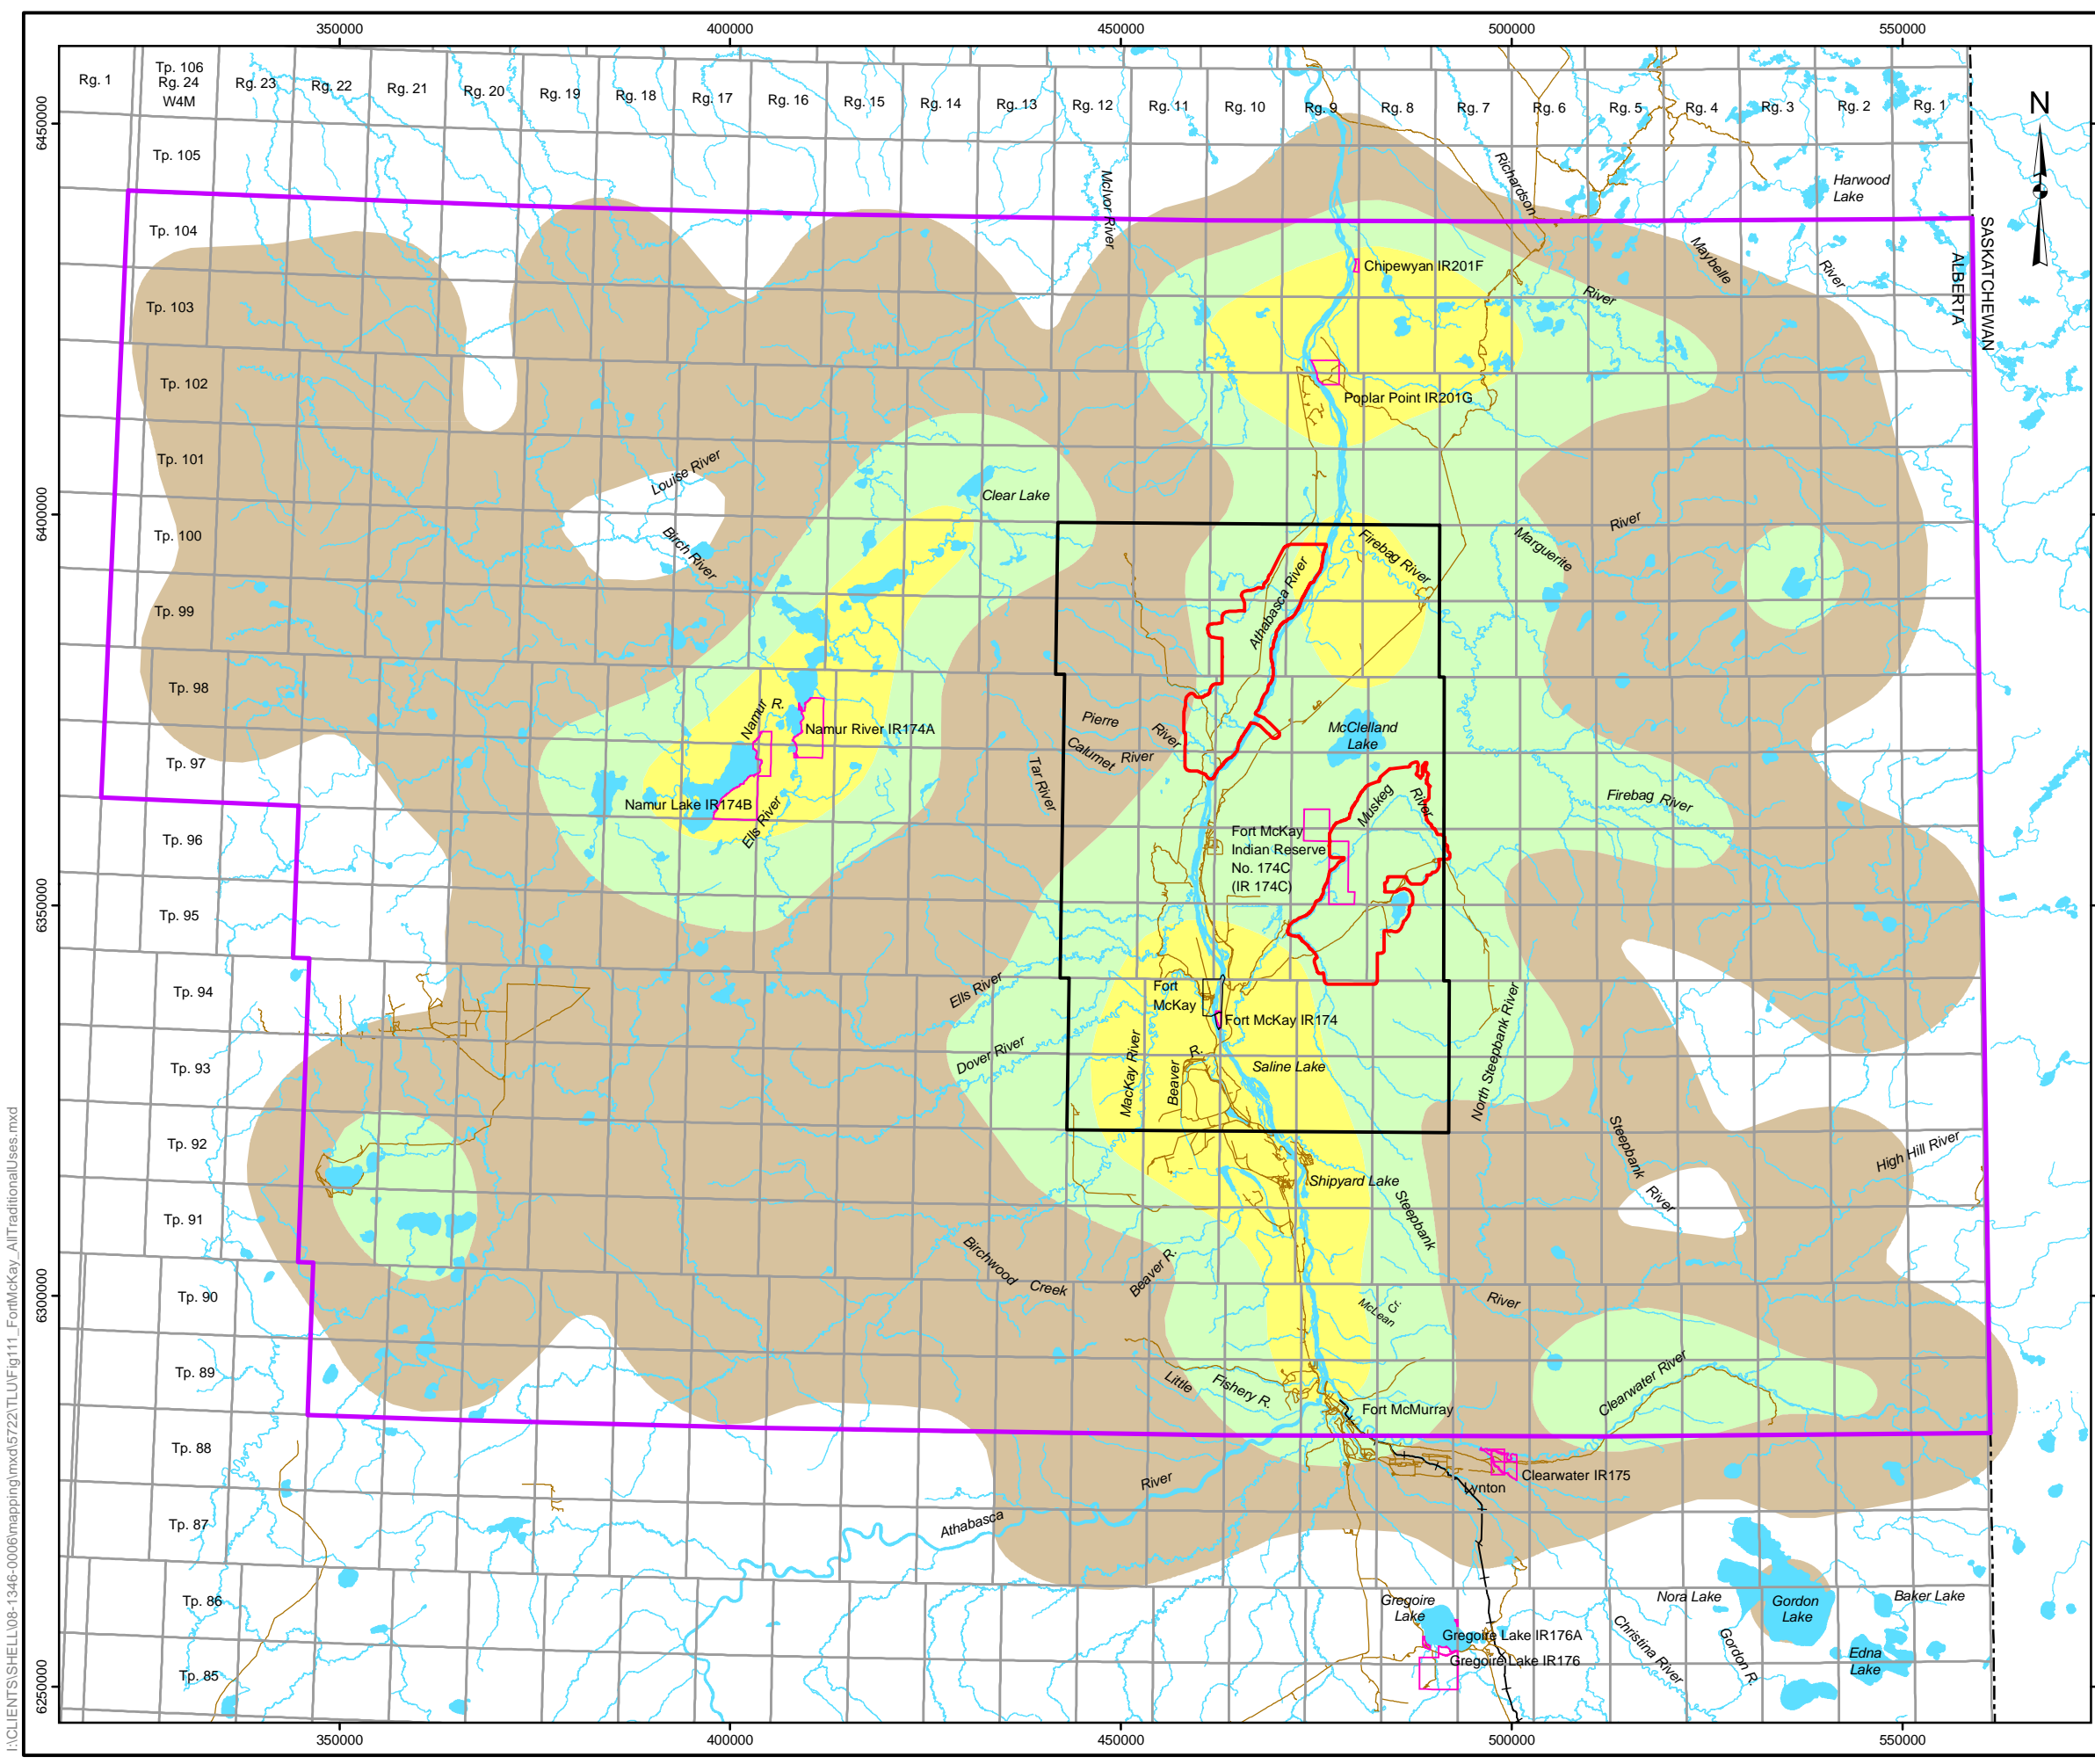 350000
400000
450000
500000
550000
Rg. 1
Tp. 106
Rg. 24
W4M
Rg. 23
Rg. 22
Rg. 21
Rg. 20
Rg. 19
Rg. 18
Rg. 17
Rg. 16
Rg. 15
Rg. 14
Rg. 13
Rg. 12
Rg. 11
Rg. 10
Rg. 9
Rg. 8
Rg. 7
Rg. 6
Rg. 5
Rg. 4
Rg. 3
Rg. 2
Rg. 1
N
6450000
Tp. 105
McIvor River
Richardson
Harwood
Lake
Tp. 104
SASKATCHEWAN
ALBERTA
Maybelle
River
Chipewyan IR201F
River
Tp. 103
Tp. 102
Poplar Point IR201G
Tp. 101
Louise River
Clear Lake
6400000
Tp. 100
Birch River
Firebag River
Marguerite
River
Athabasca River
Tp. 99
Tp. 98
Namur
R.
Namur River IR174A
Pierre
River
Calumet
River
McClelland
Lake
Tp. 97
Tar River
Namur Lake IR174B
Ells River
Muskeg
River
Firebag River
Tp. 96
Fort McKay
Indian Reserve
No. 174C
(IR 174C)
6350000
Tp. 95
Tp. 94
Ells River
Fort
McKay
Fort McKay IR174
North Steepbank River
Tp. 93
Dover River
MacKay River
Beaver
R.
Saline Lake
Tp. 92
Steepbank
River
High Hill River
Shipyard Lake
Steepbank
River
Tp. 91
Birchwood
Creek
Beaver R.
6300000
Tp. 90
McLean
Cr.
Tp. 89
Little
Fishery R.
Clearwater River
Fort McMurray
Tp. 88
Clearwater IR175
Lynton
River
Athabasca
Tp. 87
Tp. 86
Gregoire
Lake
Nora Lake
Gordon
Lake
Baker Lake
Gregoire Lake IR176A
Gregoire Lake IR176
Christina River
Gordon R.
Edna
Lake
6250000
Tp. 85
350000
400000
450000
500000
550000
I:\CLIENTS\SHELL\08-1346-0006\mapping\mxd\5722\TLU\Fig111_FortMcKay_AllTraditionalUses.mxd